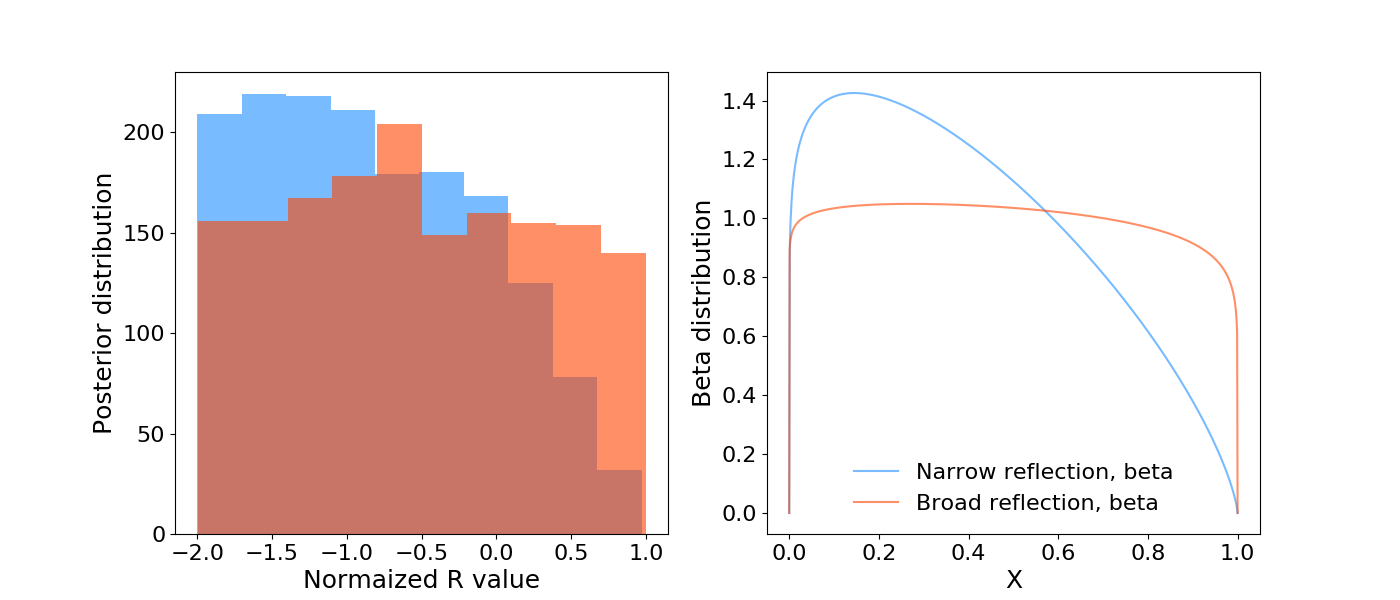 Posterior distribution
200
150
100
50
0
−2.0 −1.5 −1.0 −0.5 0.0 0.5 1.0
Normaized R value
Beta distribution
1.4
1.2
1.0
0.8
0.6
0.4
0.2
0.0
Narrow reflection, beta
Broad reflection, beta
0.0 0.2 0.4 0.6 0.8 1.0
X